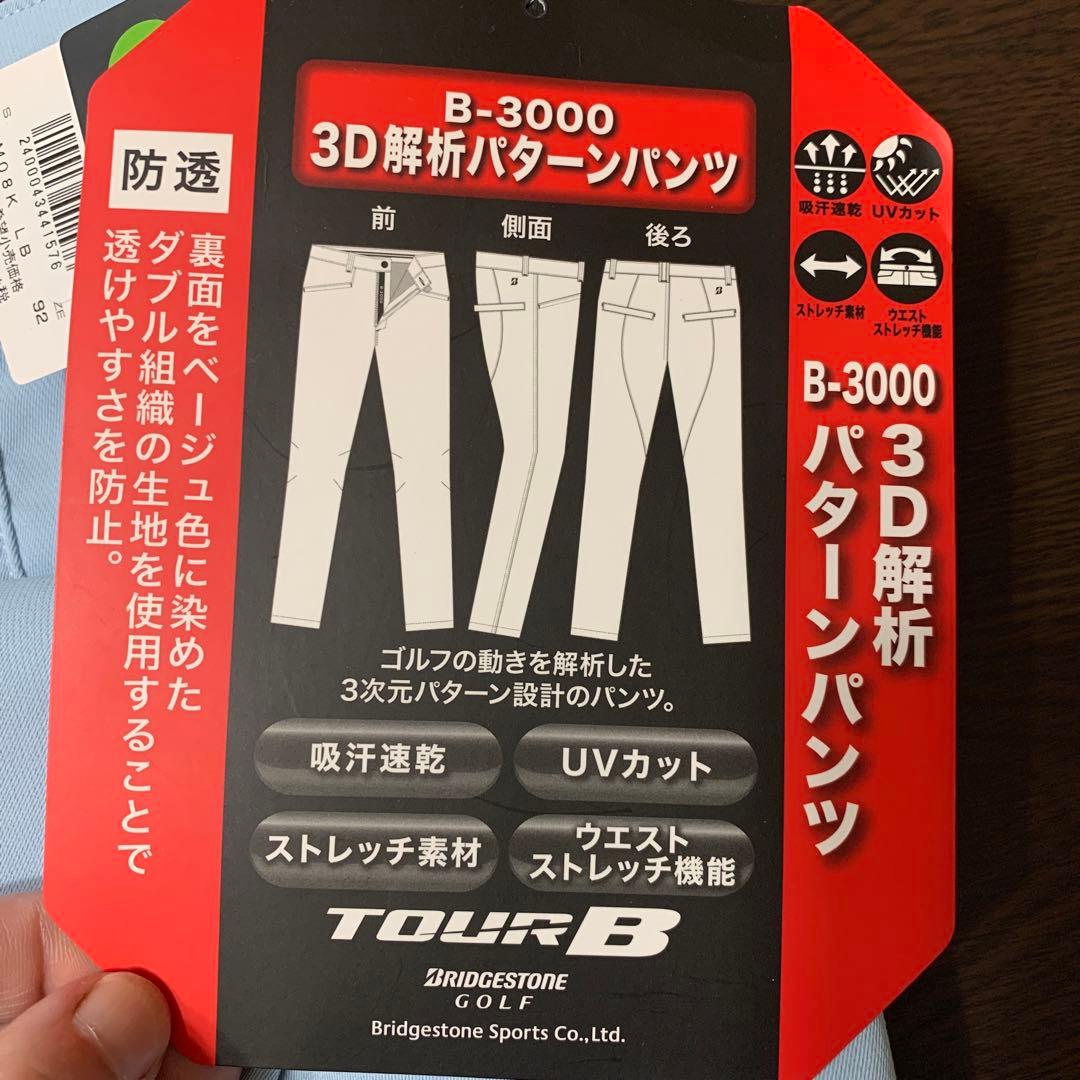 S
2400043441576
M08K LB
92
ZE
防透
裏面をベージュ色に染めた
ダブル組織の生地を使用することで
透けやすさを防止。
B-3000
3D解析パターンパンツ
前
側面
後ろ
B-3000
ゴルフの動きを解析した
3次元パターン設計のパンツ。
吸汗速乾
UVカット
ストレッチ素材
ウエスト
ストレッチ機能
TOUR B
BRIDGESTONE
GOLF
Bridgestone Sports Co.,Ltd.
吸汗速乾
UVカット
ストレッチ素材
ウエスト
ストレッチ機能
B-3000
3D解析
パターンパンツ